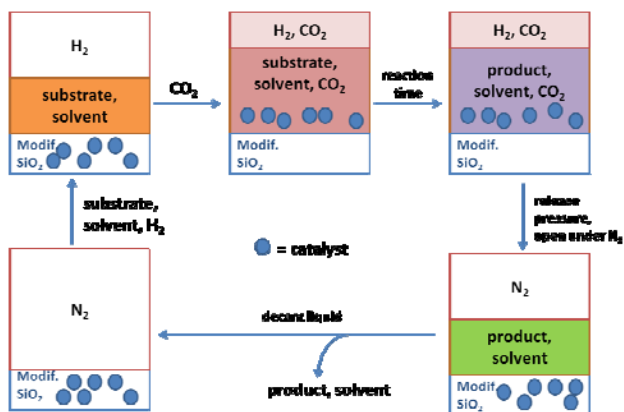 H2
substrate,
solvent
Modif.
SiO2
CO2
H2, CO2
substrate,
solvent, CO2
Modif.
SiO2
reaction
time
H2, CO2
product,
solvent, CO2
Modif.
SiO2
substrate,
solvent, H2
release
pressure,
open under N2
= catalyst
N2
Modif.
SiO2
decant liquid
product, solvent
N2
product,
solvent
Modif.
SiO2